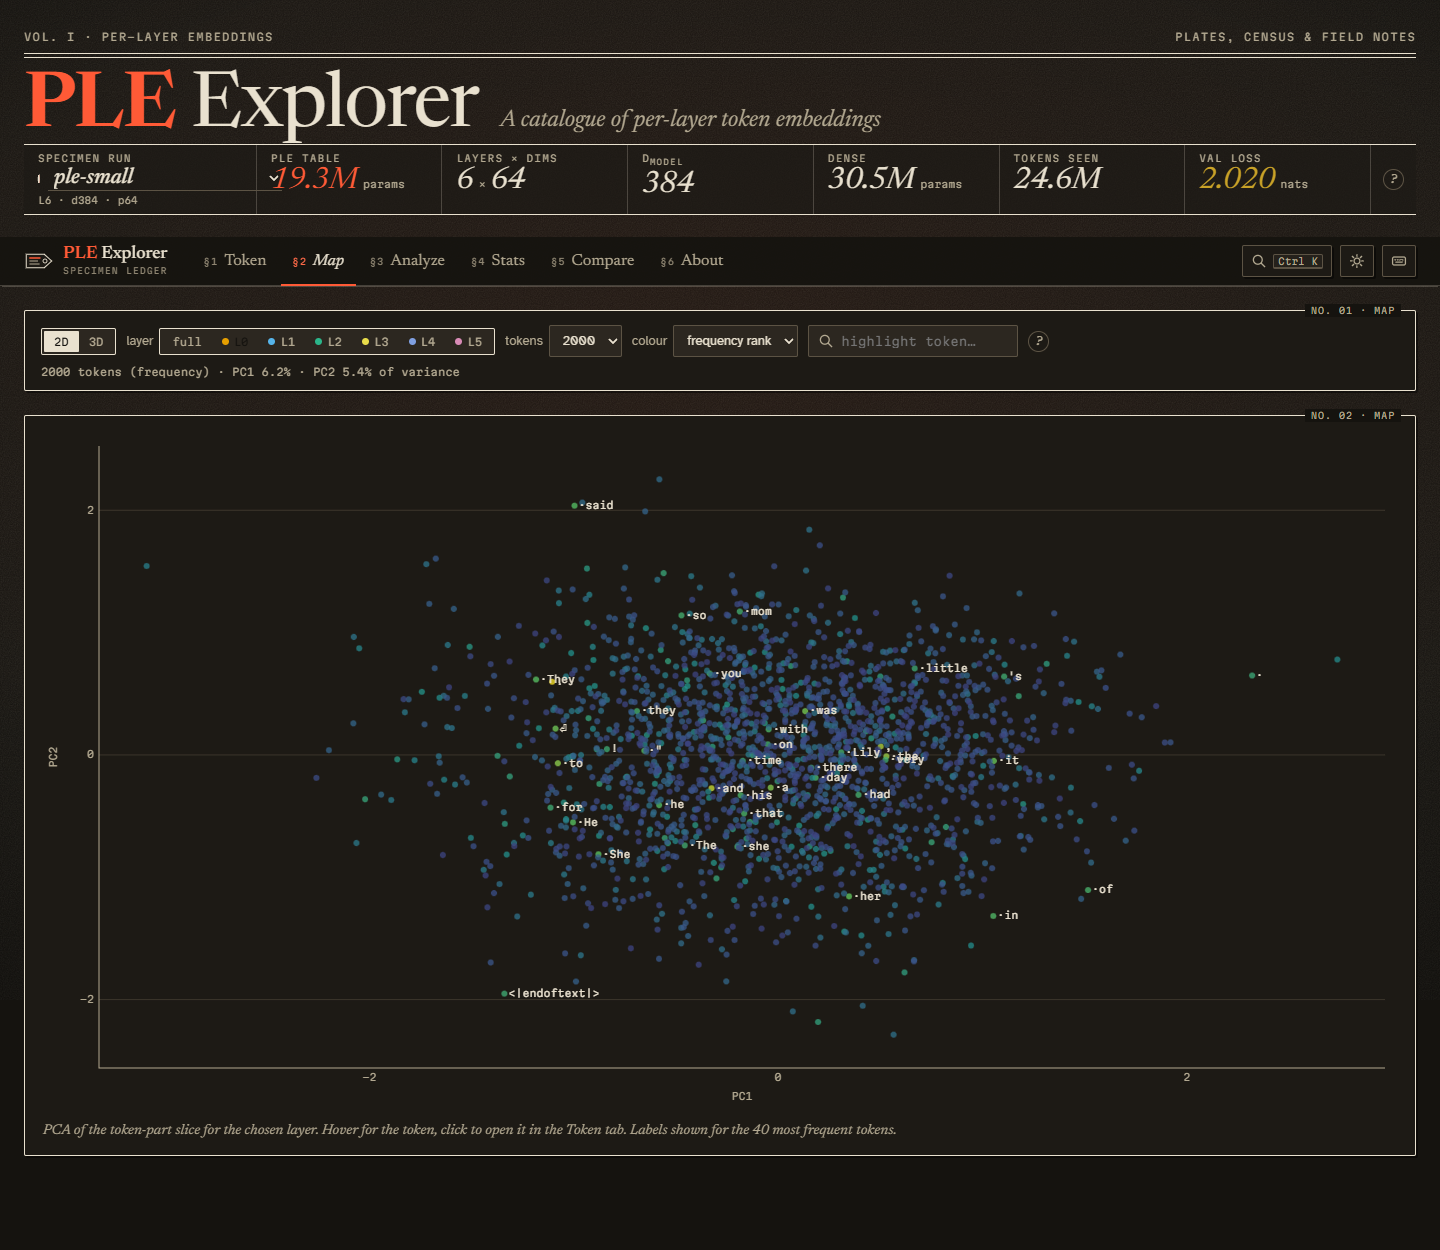 VOL. I · PER-LAYER EMBEDDINGS
PLATES, CENSUS & FIELD NOTES
PLE Explorer A catalogue of per-layer token embeddings
SPECIMEN RUN
ple-small
L6 · d384 · p64
PLE TABLE
19.3M params
LAYERS × DIMS
6 × 64
DMODEL
384
DENSE
30.5M params
TOKENS SEEN
24.6M
VAL LOSS
2.020 nats
?
PLE Explorer
SPECIMEN LEDGER
§1 Token
§2 Map
§3 Analyze
§4 Stats
§5 Compare
§6 About
Ctrl K
NO. 01 · MAP
2D 3D layer full L0 L1 L2 L3 L4 L5 tokens 2000 colour frequency rank highlight token… ?
2000 tokens (frequency) · PC1 6.2% · PC2 5.4% of variance
NO. 02 · MAP
2
0
−2
PC2
·said
·so
·mom
·They
·you
·little
's
·
·they
·was
⏎
·with
!
·"
·on
·Lily
,
·the
·very
·to
·time
·there
·it
·day
·and
·his
·a
·had
·for
·he
·that
·He
·She
·The
·she
·her
·of
·in
<|endoftext|>
−2
0
2
PC1
PCA of the token-part slice for the chosen layer. Hover for the token, click to open it in the Token tab. Labels shown for the 40 most frequent tokens.